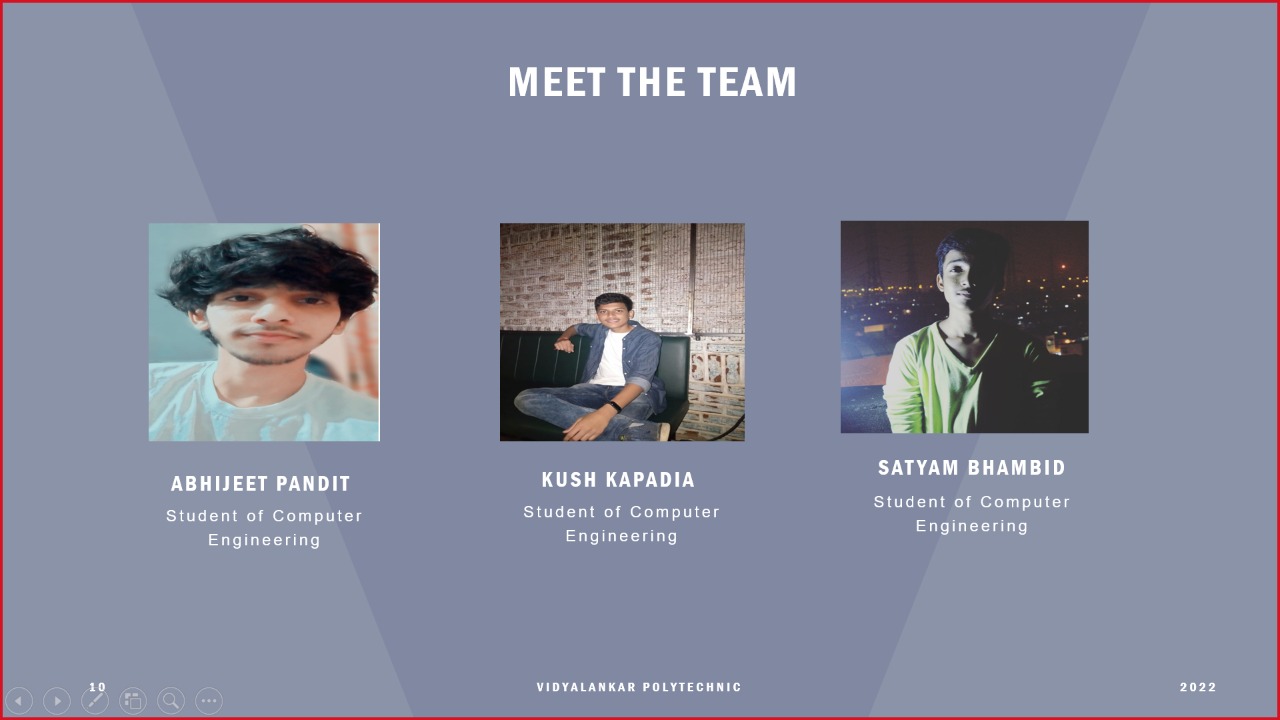 MEET THE TEAM
ABHIJEET PANDIT
Student of Computer
Engineering
KUSH KAPADIA
Student of Computer
Engineering
SATYAM BHAMBID
Student of Computer
Engineering
10
VIDYALANKAR POLYTECHNIC
2022